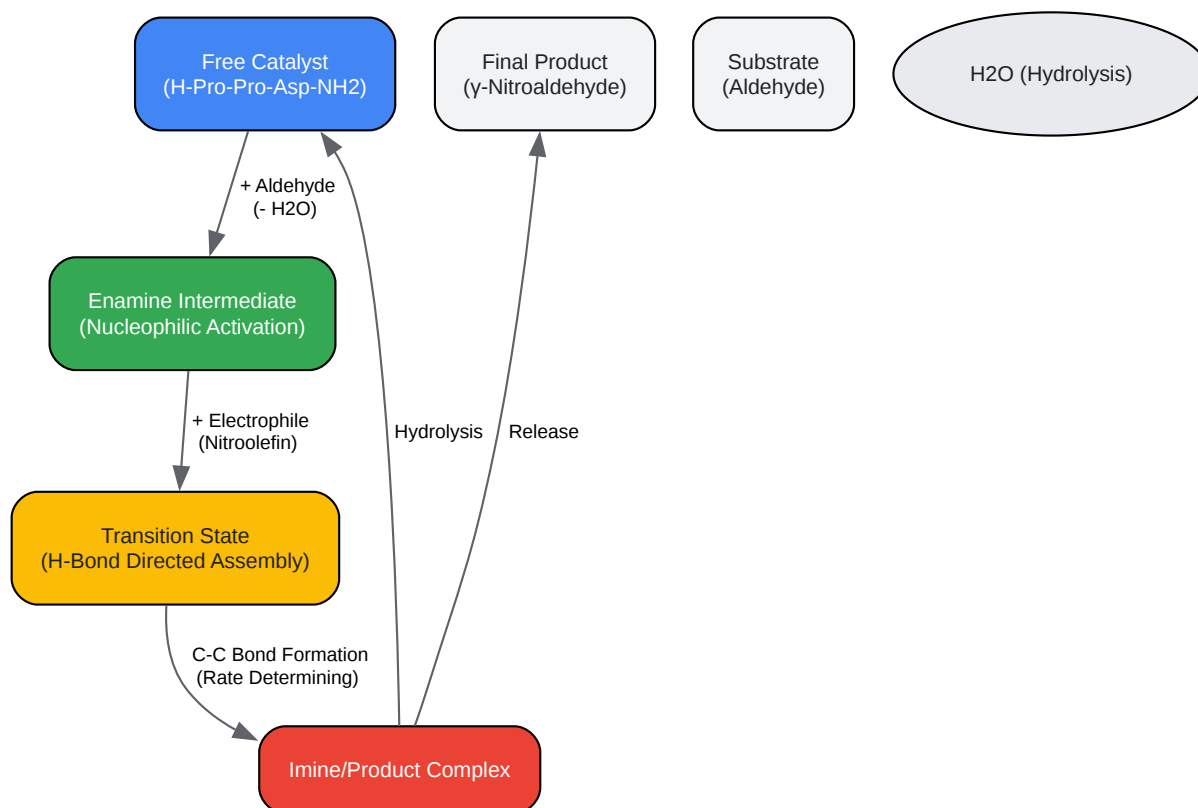 Free Catalyst
(H-Pro-Pro-Asp-NH2)
Final Product
(γ-Nitroaldehyde)
Substrate
(Aldehyde)
H2O (Hydrolysis)
+ Aldehyde
(- H2O)
Enamine Intermediate
(Nucleophilic Activation)
+ Electrophile
(Nitroolefin)
Hydrolysis
Release
Transition State
(H-Bond Directed Assembly)
C-C Bond Formation
(Rate Determining)
Imine/Product Complex